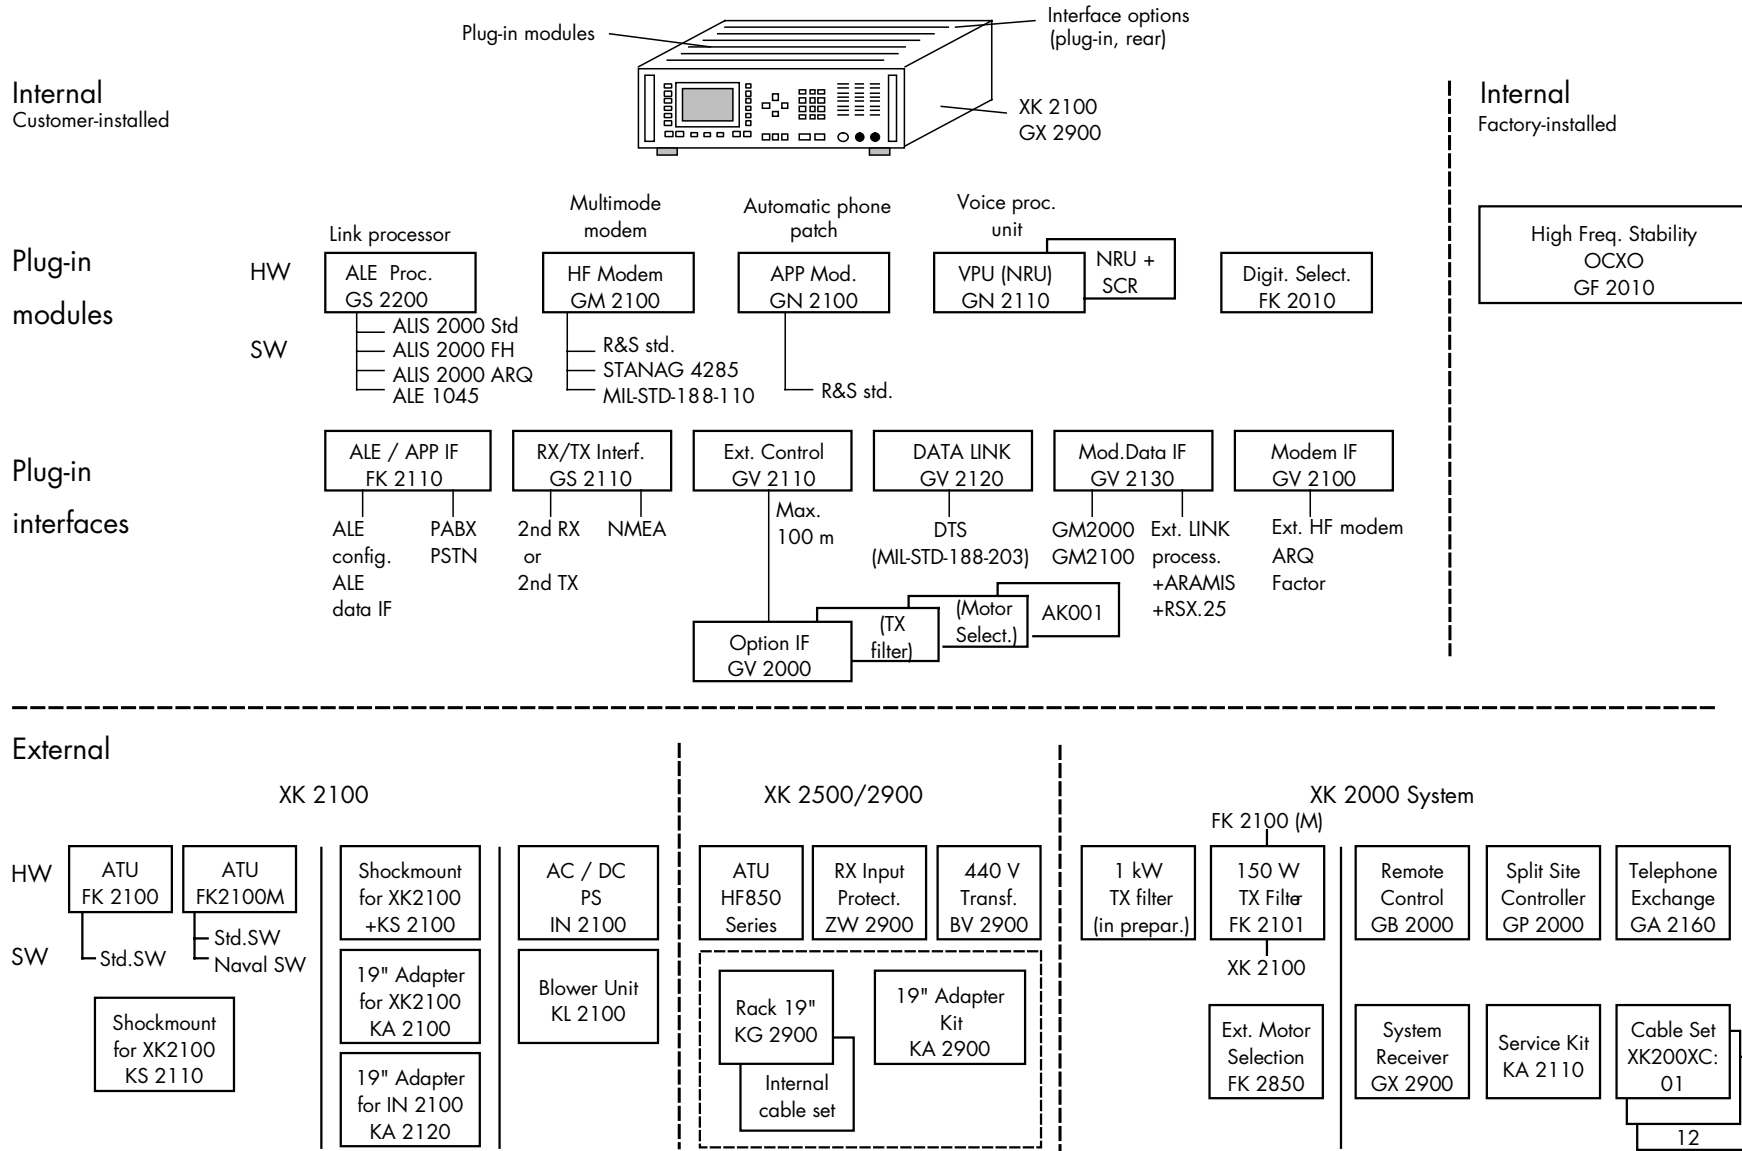 Plug-in modules
Interface options
(plug-in, rear)
XK 2100
GX 2900
Internal
Customer-installed
Internal
Factory-installed
Plug-in
modules
HW
SW
Link processor
ALE Proc.
GS 2200
ALIS 2000 Std
ALIS 2000 FH
ALIS 2000 ARQ
ALE 1045
Multimode
modem
HF Modem
GM 2100
R&S std.
STANAG 4285
MIL-STD-188-110
Automatic phone
patch
APP Mod.
GN 2100
R&S std.
Voice proc.
unit
VPU (NRU)
GN 2110
NRU +
SCR
Digit. Select.
FK 2010
High Freq. Stability
OCXO
GF 2010
Plug-in
interfaces
ALE / APP IF
FK 2110
ALE
config.
ALE
data IF
PABX
PSTN
RX/TX Interf.
GS 2110
2nd RX
or
2nd TX
NMEA
Ext. Control
GV 2110
Max.
100 m
Option IF
GV 2000
(TX
filter)
(Motor
Select.)
AK001
DATA LINK
GV 2120
DTS
(MIL-STD-188-203)
Mod.Data IF
GV 2130
GM2000
GM2100
Ext. LINK
process.
+ARAMIS
+RSX.25
Modem IF
GV 2100
Ext. HF modem
ARQ
Factor
External
XK 2100
HW
SW
ATU
FK 2100
Std.SW
ATU
FK2100M
Std.SW
Naval SW
Shockmount
for XK2100
KS 2110
Shockmount
for XK2100
+KS 2100
19" Adapter
for XK2100
KA 2100
19" Adapter
for IN 2100
KA 2120
AC / DC
PS
IN 2100
Blower Unit
KL 2100
XK 2500/2900
ATU
HF850
Series
RX Input
Protect.
ZW 2900
440 V
Transf.
BV 2900
Rack 19"
KG 2900
Internal
cable set
19" Adapter
Kit
KA 2900
XK 2000 System
1 kW
TX filter
(in prepar.)
FK 2100 (M)
150 W
TX Filter
FK 2101
XK 2100
Ext. Motor
Selection
FK 2850
Remote
Control
GB 2000
Split Site
Controller
GP 2000
Telephone
Exchange
GA 2160
System
Receiver
GX 2900
Service Kit
KA 2110
Cable Set
XK200XC:
01
12